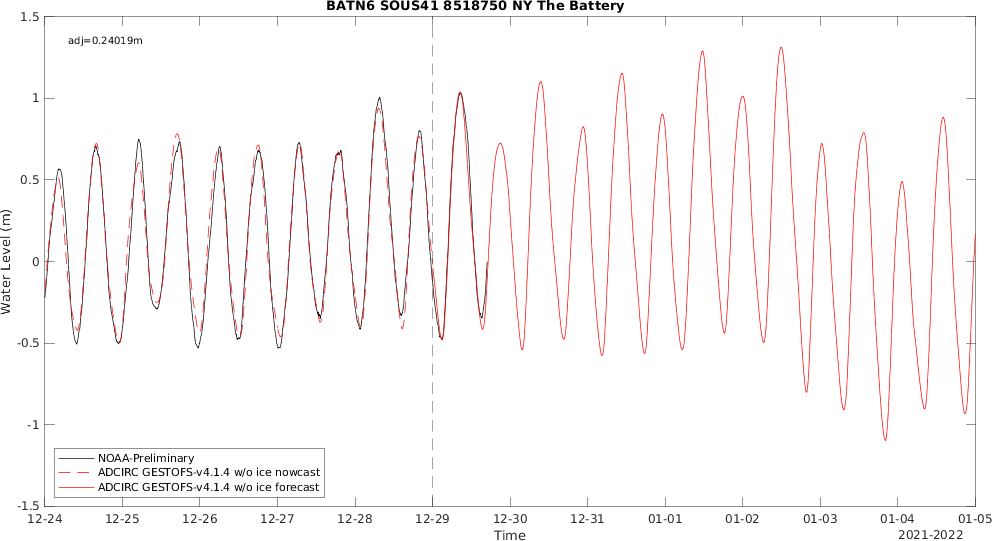 BATN6 SOUS41 8518750 NY The Battery
adj=0.24019m
1.5
1
0.5
0
-0.5
-1
-1.5
Water Level (m)
NOAA-Preliminary
ADCIRC GESTOFS-v4.1.4 w/o ice nowcast
ADCIRC GESTOFS-v4.1.4 w/o ice forecast
12-24 12-25 12-26 12-27 12-28 12-29 12-30 12-31 01-01 01-02 01-03 01-04 01-05
Time
2021-2022